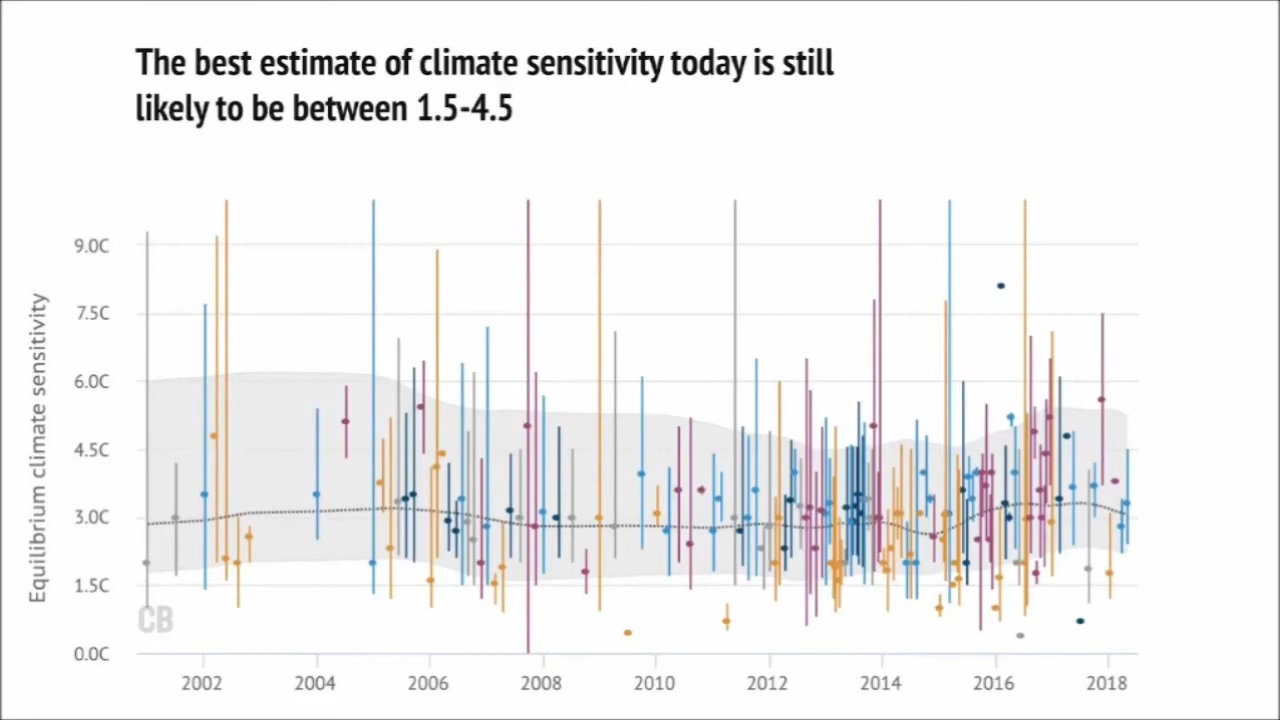 The best estimate of climate sensitivity today is still
likely to be between 1.5-4.5
Equilibrium climate sensitivity
9.0C
7.5C
6.0C
4.5C
3.0C
1.5C
0.0C
CB
2002 2004 2006 2008 2010 2012 2014 2016 2018